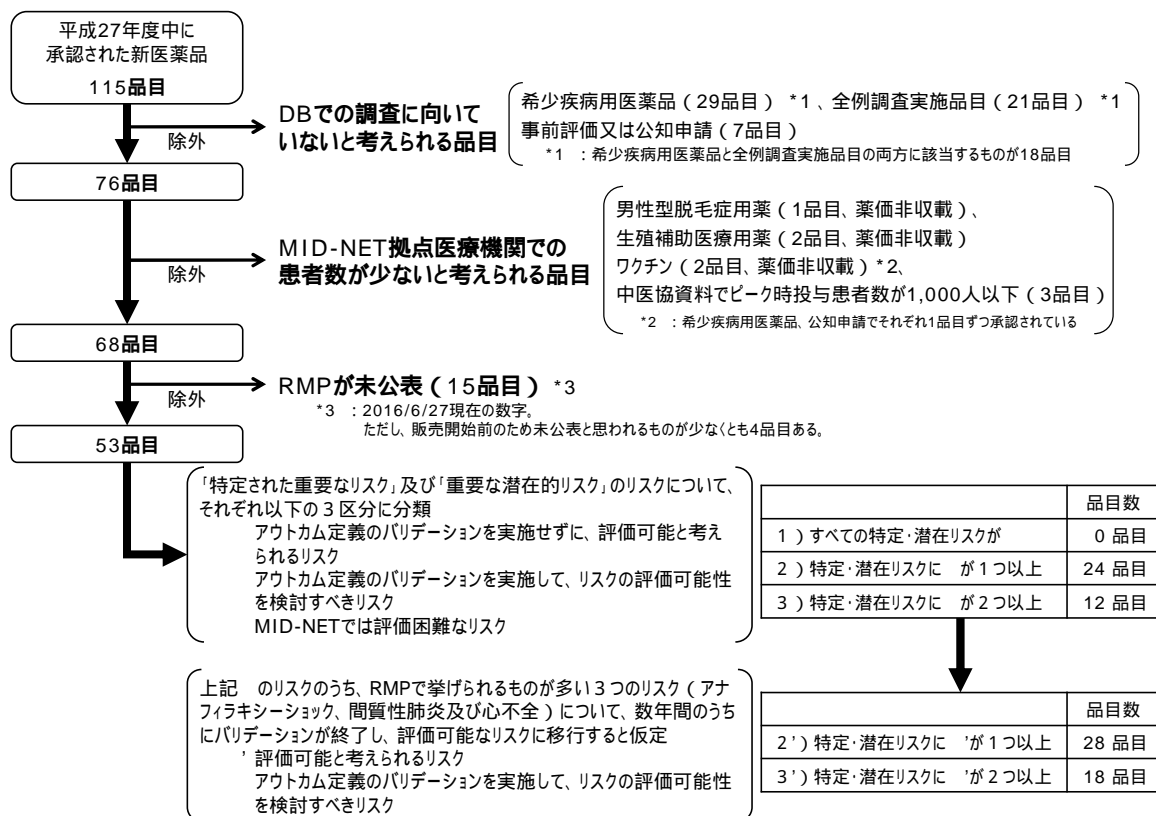 平成27年度中に
承認された新医薬品
115品目
除外
DBでの調査に向いて
いないと考えられる品目
希少疾病用医薬品(29品目) *1 、全例調査実施品目(21品目) *1
事前評価又は公知申請(7品目)
*1 :希少疾病用医薬品と全例調査実施品目の両方に該当するものが18品目
76品目
除外
MID-NET拠点医療機関での
患者数が少ないと考えられる品目
男性型脱毛症用薬(1品目、薬価非収載)、
生殖補助医療用薬(2品目、薬価非収載)
ワクチン(2品目、薬価非収載)*2、
中医協資料でピーク時投与患者数が1,000人以下(3品目)
*2 :希少疾病用医薬品、公知申請でそれぞれ1品目ずつ承認されている
68品目
除外
RMPが未公表(15品目) *3
*3 :2016/6/27現在の数字。
ただし、販売開始前のため未公表と思われるものが少なくとも4品目ある。
53品目
「特定された重要なリスク」及び「重要な潜在的リスク」のリスクについて、
それぞれ以下の3区分に分類
アウトカム定義のバリデーションを実施せずに、評価可能と考え
られるリスク
アウトカム定義のバリデーションを実施して、リスクの評価可能性
を検討すべきリスク
MID-NETでは評価困難なリスク
品目数
1)すべての特定・潜在リスクが 0 品目
2)特定・潜在リスクに が1つ以上 24 品目
3)特定・潜在リスクに が2つ以上 12 品目
上記 のリスクのうち、RMPで挙げられるものが多い3つのリスク(アナ
フィラキシーショック、間質性肺炎及び心不全)について、数年間のうち
にバリデーションが終了し、評価可能なリスクに移行すると仮定
' 評価可能と考えられるリスク
アウトカム定義のバリデーションを実施して、リスクの評価可能性
を検討すべきリスク
品目数
2')特定・潜在リスクに 'が1つ以上 28 品目
3')特定・潜在リスクに 'が2つ以上 18 品目